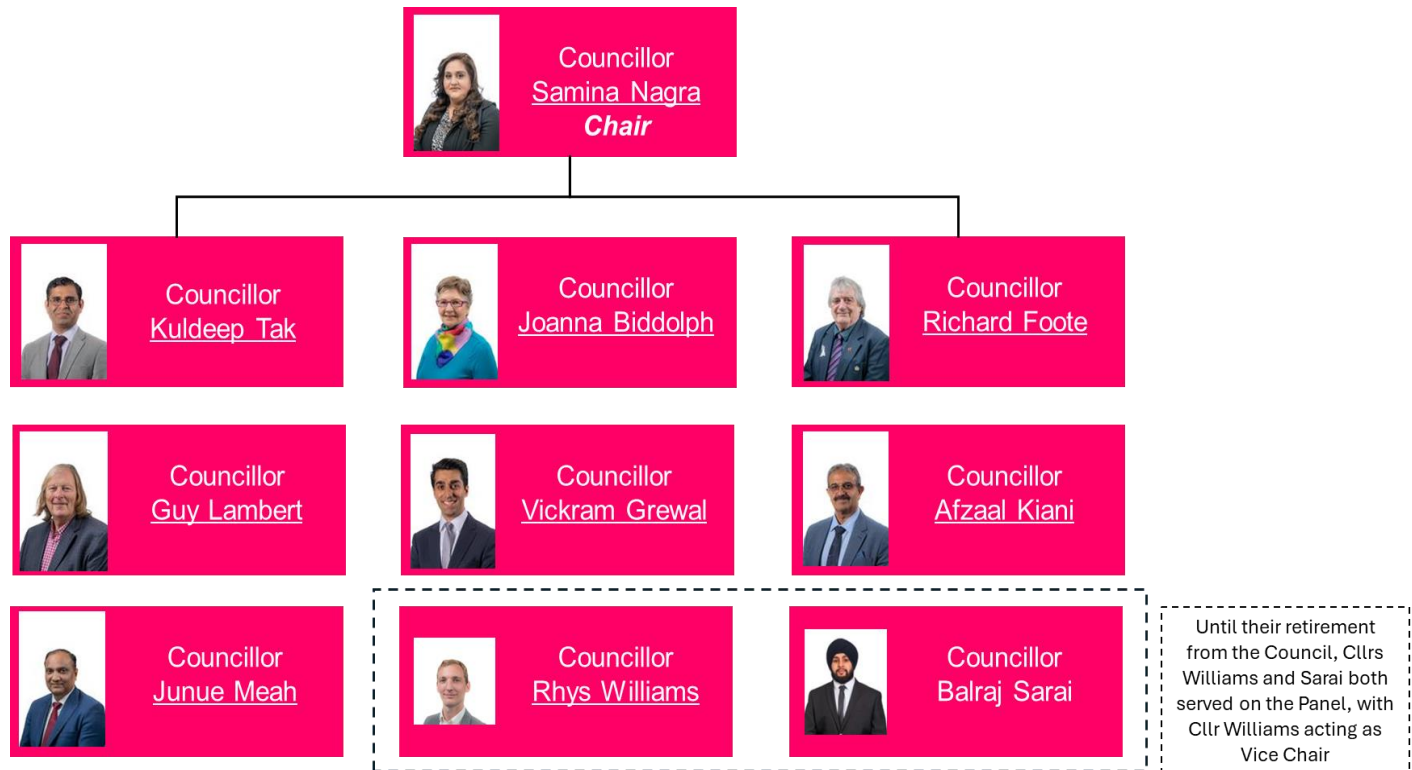 Councillor
Samina Nagra
Chair
Councillor
Kuldeep Tak
Councillor
Joanna Biddolph
Councillor
Richard Foote
Councillor
Guy Lambert
Councillor
Vickram Grewal
Councillor
Afzaal Kiani
Councillor
Junue Meah
Councillor
Rhys Williams
Councillor
Balraj Sarai
Until their retirement
from the Council, Cllrs
Williams and Sarai both
served on the Panel, with
Cllr Williams acting as
Vice Chair